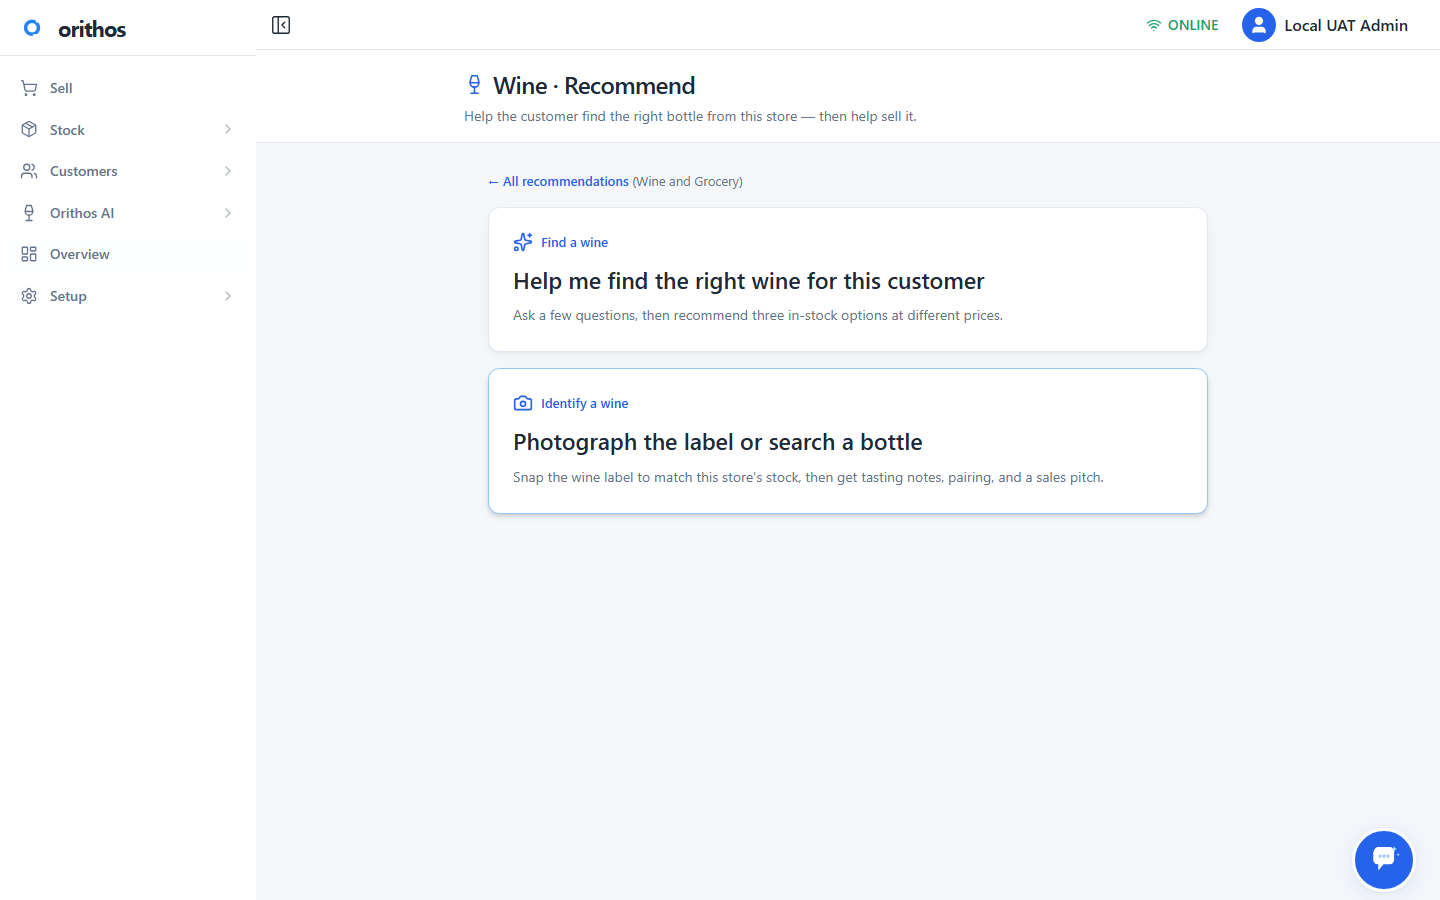 orithos
ONLINE
Local UAT Admin
Sell
Stock
Customers
Orithos AI
Overview
Setup
Wine · Recommend
Help the customer find the right bottle from this store — then help sell it.
← All recommendations (Wine and Grocery)
Find a wine
Help me find the right wine for this customer
Ask a few questions, then recommend three in-stock options at different prices.
Identify a wine
Photograph the label or search a bottle
Snap the wine label to match this store's stock, then get tasting notes, pairing, and a sales pitch.